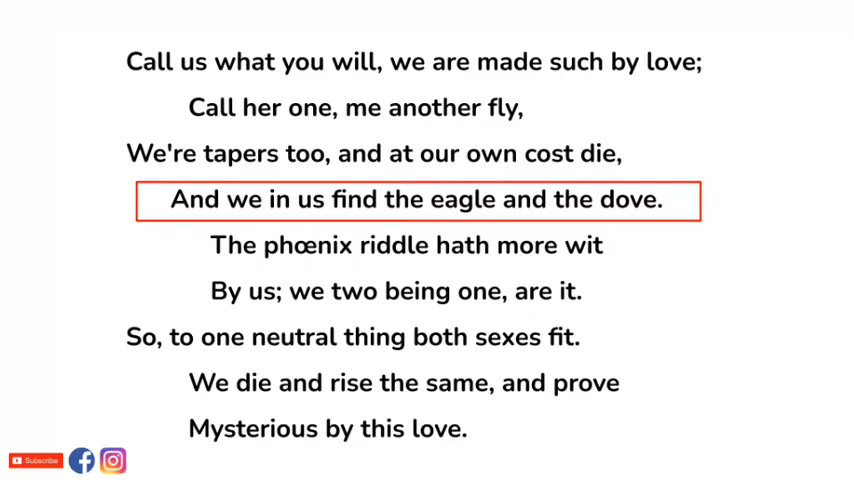 Call us what you will, we are made such by love;
Call her one, me another fly,
We're tapers too, and at our own cost die,
And we in us find the eagle and the dove.
The phœnix riddle hath more wit
By us; we two being one, are it.
So, to one neutral thing both sexes fit.
We die and rise the same, and prove
Mysterious by this love.
Subscribe